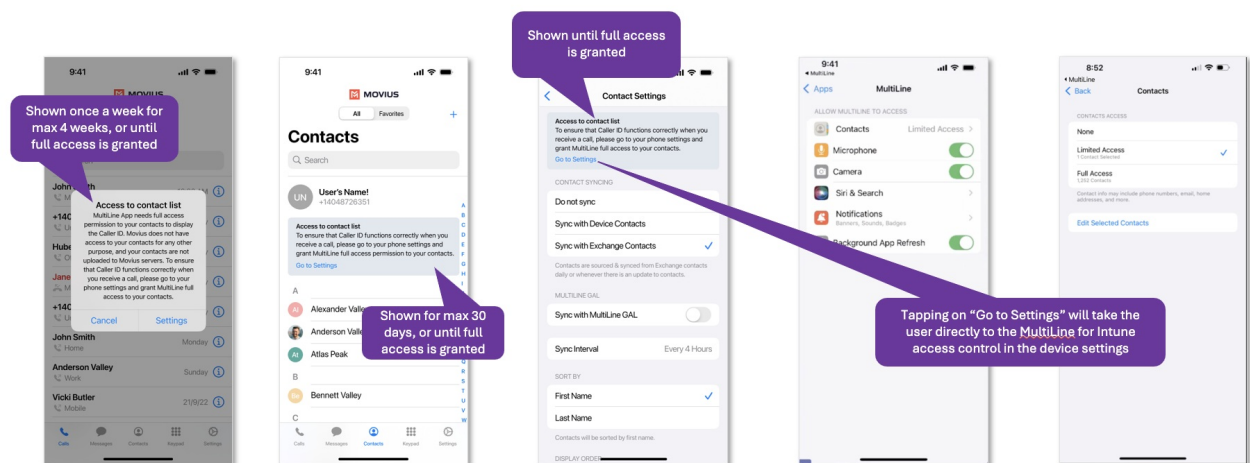 Shown until full access
is granted
9:41
MOVIUS
Shown once a week for
max 4 weeks, or until
full access is granted
John
Access to contact list
MultiLine App needs full access
permission to your contacts to display
the Caller ID. Movius does not have
access to your contacts for any other
purpose, and your contacts are not
uploaded to Movius servers. To ensure
that Caller ID functions correctly when
you receive a call, please go to your
phone settings and grant MultiLine full
access to your contacts.
Cancel
Settings
+140
Hube
Jane
+140
John Smith
Home
Monday
Anderson Valley
Work
Sunday
Vicki Butler
Mobile
21/9/22
Calls
Messages
Contacts
Keypad
Settings
9:41
MOVIUS
All
Favorites
+
Contacts
Search
UN
User's Name!
+14048726351
Access to contact list
To ensure that Caller ID functions correctly when you
receive a call, please go to your phone settings and
grant MultiLine full access permission to your contacts.
Go to Settings
A
Al
Alexander Valle
Anderson Valle
At
Atlas Peak
B
Be
Bennett Valley
C
A
B
C
D
E
F
G
H
I
Q
R
S
T
U
V
W
Shown for max 30
days, or until full
access is granted
Calls
Messages
Contacts
Keypad
Settings
Contact Settings
Access to contact list
To ensure that Caller ID functions correctly when you
receive a call, please go to your phone settings and
grant MultiLine full access to your contacts.
Go to Settings
CONTACT SYNCING
Do not sync
Sync with Device Contacts
Sync with Exchange Contacts
Contacts are sourced & synced from Exchange contacts
daily or whenever there is an update to contacts.
MULTILINE GAL
Sync with MultiLine GAL
Sync Interval
Every 4 Hours
SORT BY
First Name
Last Name
Contacts will be sorted by first name.
DISPLAY ORDER
9:41
MultiLine
Apps
MultiLine
ALLOW MULTILINE TO ACCESS
Contacts
Limited Access
Microphone
Camera
Siri & Search
Notifications
Banners, Sounds, Badges
Background App Refresh
Tapping on “Go to Settings” will take the
user directly to the MultiLine for Intune
access control in the device settings
8:52
MultiLine
Back
Contacts
CONTACTS ACCESS
None
Limited Access
1 Contact Selected
Full Access
1,252 Contacts
Contact info may include phone numbers, email, home
addresses, and more.
Edit Selected Contacts